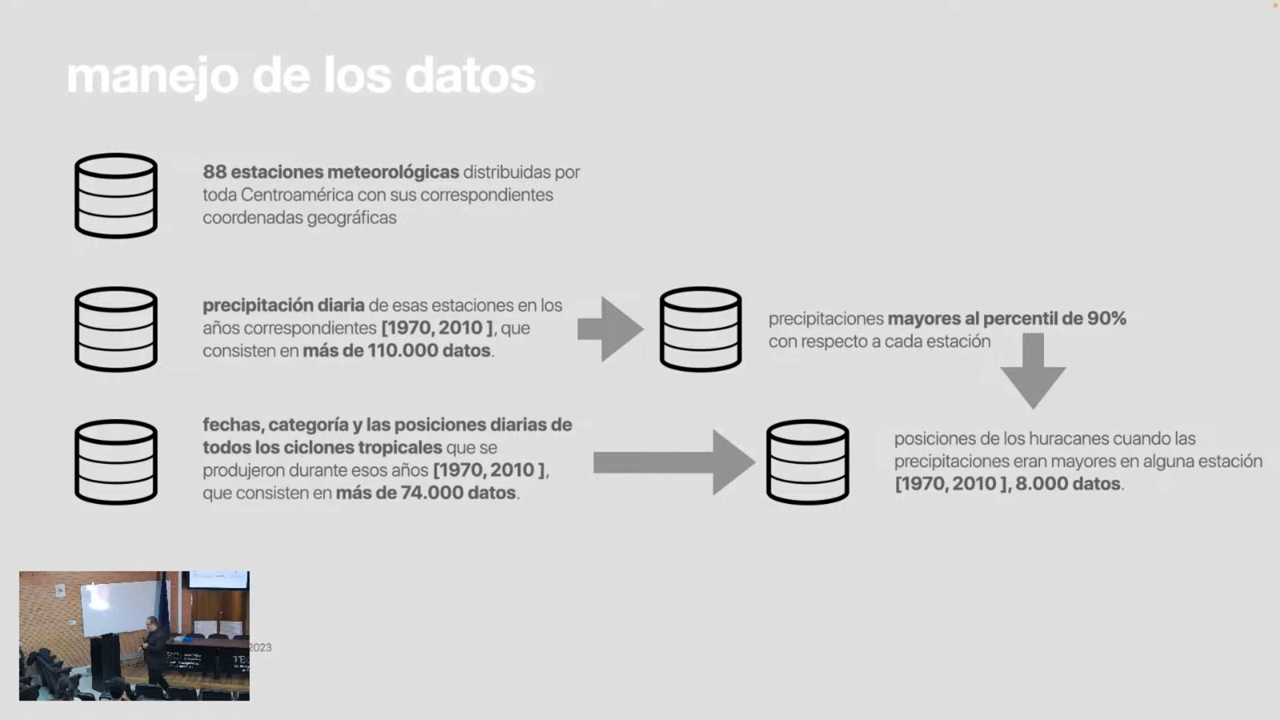 manejo de los datos
88 estaciones meteorológicas distribuidas por
toda Centroamérica con sus correspondientes
coordenadas geográficas
precipitación diaria de esas estaciones en los
años correspondientes [1970, 2010 ], que
consisten en más de 110.000 datos.
precipitaciones mayores al percentil de 90%
con respecto a cada estación
fechas, categoría y las posiciones diarias de
todos los ciclones tropicales que se
produjeron durante esos años [1970, 2010 ],
que consisten en más de 74.000 datos.
posiciones de los huracanes cuando las
precipitaciones eran mayores en alguna estación
[1970, 2010 ], 8.000 datos.
2023